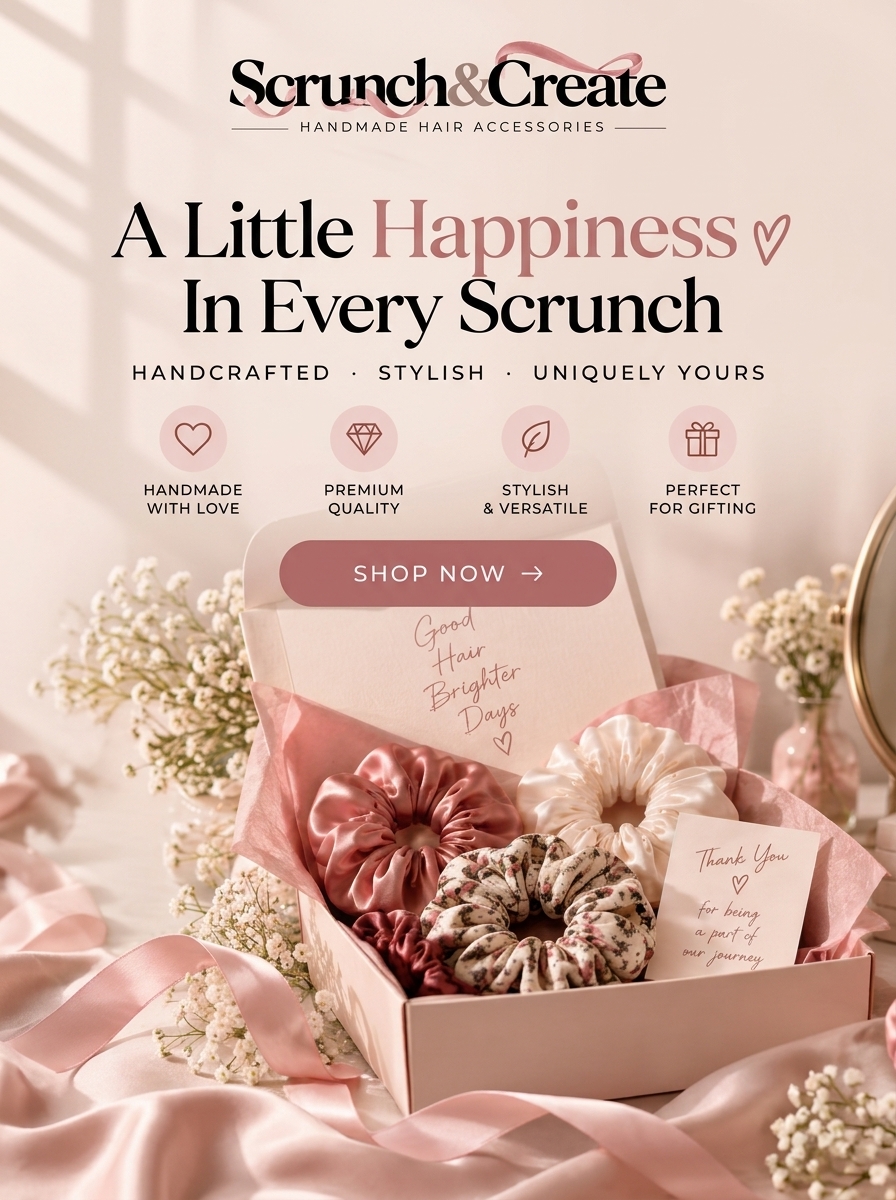 Scrunch&Create
HANDMADE HAIR ACCESSORIES
A Little Happiness
In Every Scrunch
HANDCRAFTED · STYLISH · UNIQUELY YOURS
HANDMADE
WITH LOVE
PREMIUM
QUALITY
STYLISH
& VERSATILE
PERFECT
FOR GIFTING
SHOP NOW →
Good
Hair
Brighter
Days
Thank You
for being
a part of
our journey